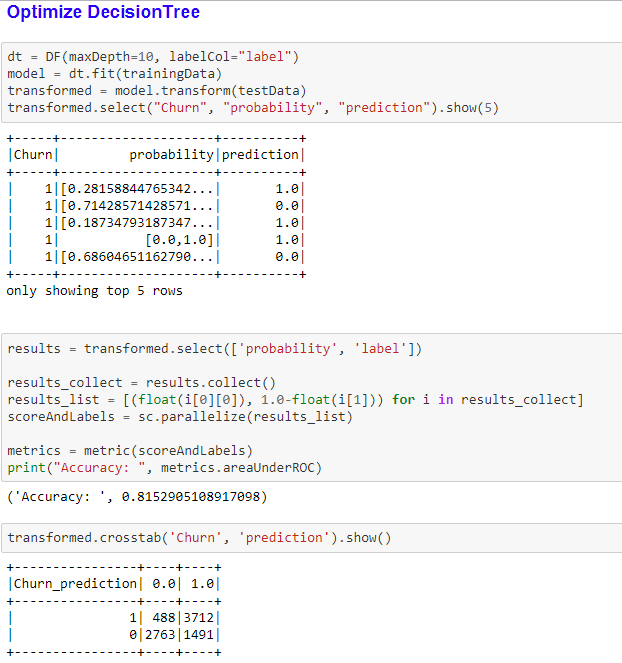 Optimize DecisionTree
dt = DF(maxDepth=10, labelCol="label")
model = dt.fit(trainingData)
transformed = model.transform(testData)
transformed.select("Churn", "probability", "prediction").show(5)
+-----+--------------------+----------+
|Churn|         probability|prediction|
+-----+--------------------+----------+
|    1|[0.28158844765342...|       1.0|
|    1|[0.71428571428571...|       0.0|
|    1|[0.18734793187347...|       1.0|
|    1|           [0.0,1.0]|       1.0|
|    1|[0.68604651162790...|       0.0|
+-----+--------------------+----------+
only showing top 5 rows
results = transformed.select(['probability', 'label'])
results_collect = results.collect()
results_list = [(float(i[0][0]), 1.0-float(i[1])) for i in results_collect]
scoreAndLabels = sc.parallelize(results_list)
metrics = metric(scoreAndLabels)
print("Accuracy: ", metrics.areaUnderROC)
('Accuracy: ', 0.8152905108917098)
transformed.crosstab('Churn', 'prediction').show()
+----------------+----+----+
|Churn_prediction| 0.0| 1.0|
+----------------+----+----+
|               1| 488|3712|
|               0|2763|1491|
+----------------+----+----+